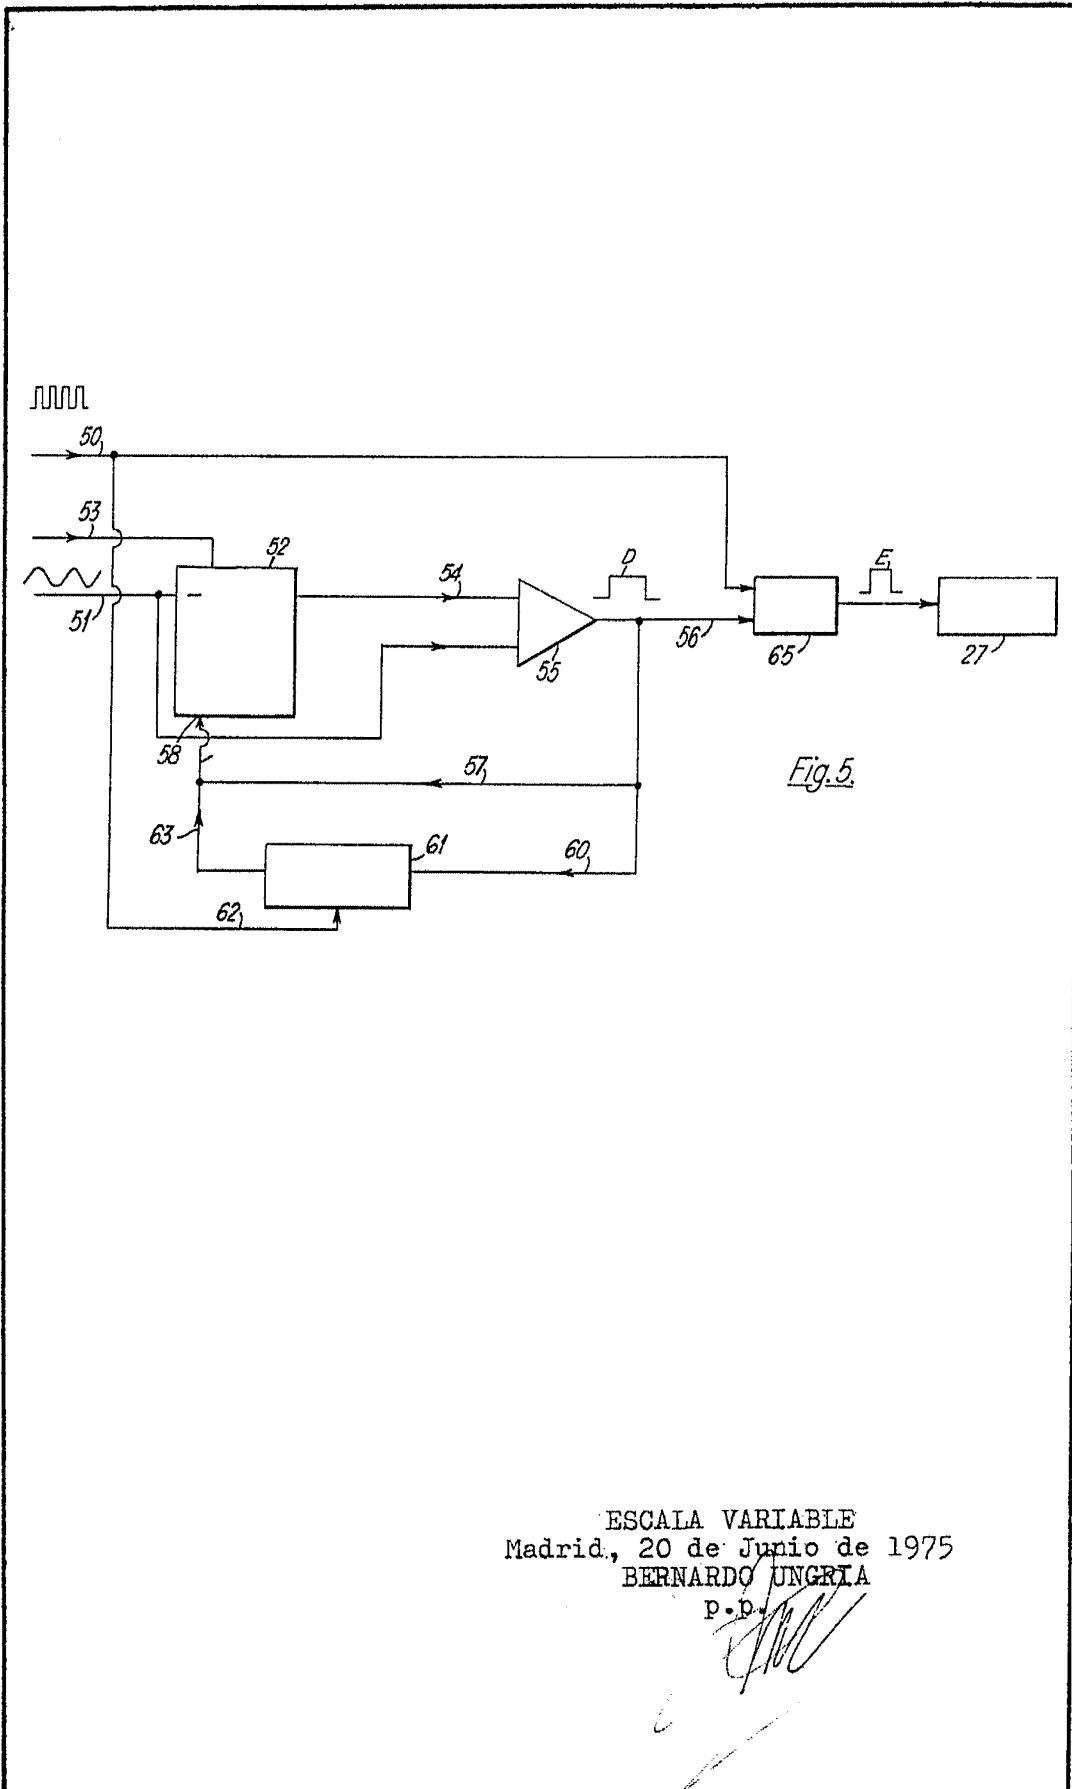 50
53
52
51
54
D
55
56
E
65
27
58
57
Fig. 5.
63
61
60
62
ESCALA VARIABLE
Madrid, 20 de Junio de 1975
BERNARDO UNGRIA
p.p.